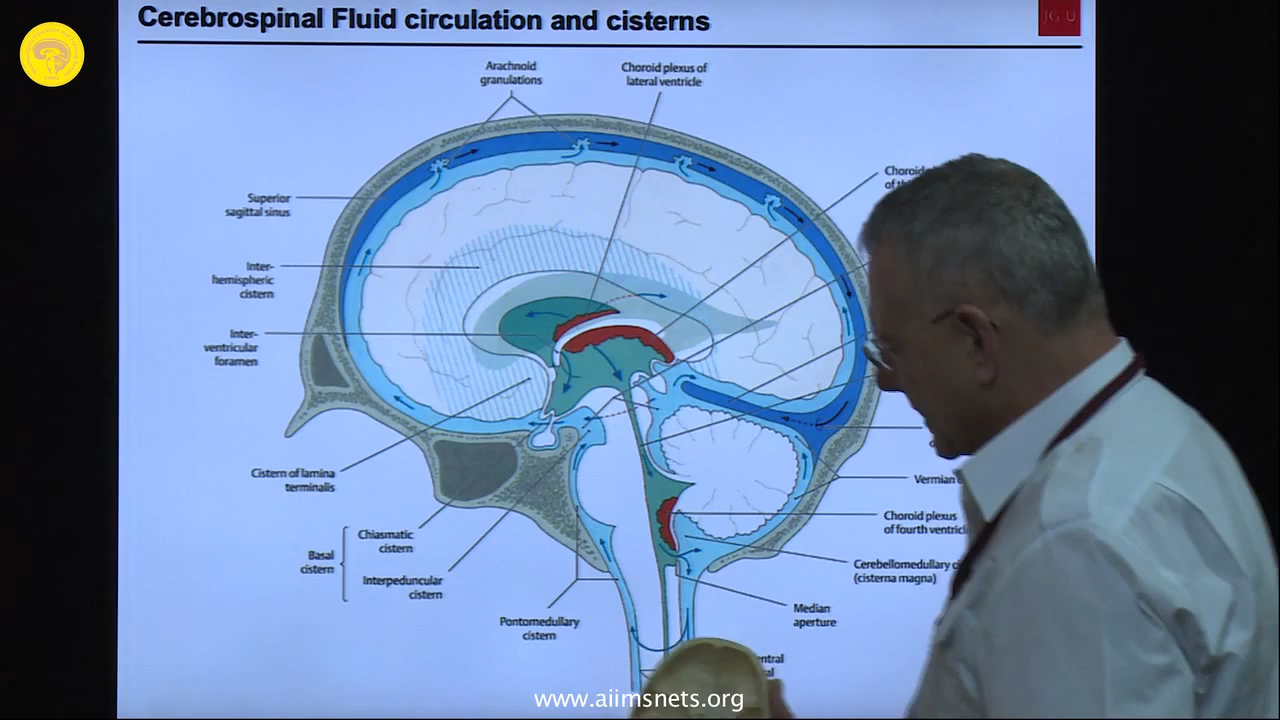 Cerebrospinal Fluid circulation and cisterns
JGU
Arachnoid
granulations
Choroid plexus of
lateral ventricle
Choroid
Superior
sagittal sinus
Inter-
hemispheric
cistern
Inter-
ventricular
foramen
Cistern of lamina
terminalis
Vermian
Choroid plexus
of fourth
Basal
cistern
Chiasmatic
cistern
Interpeduncular
cistern
Cerebellomedullary
(cisterna magna)
Median
aperture
Pontomedullary
cistern
www.aiimsnets.org